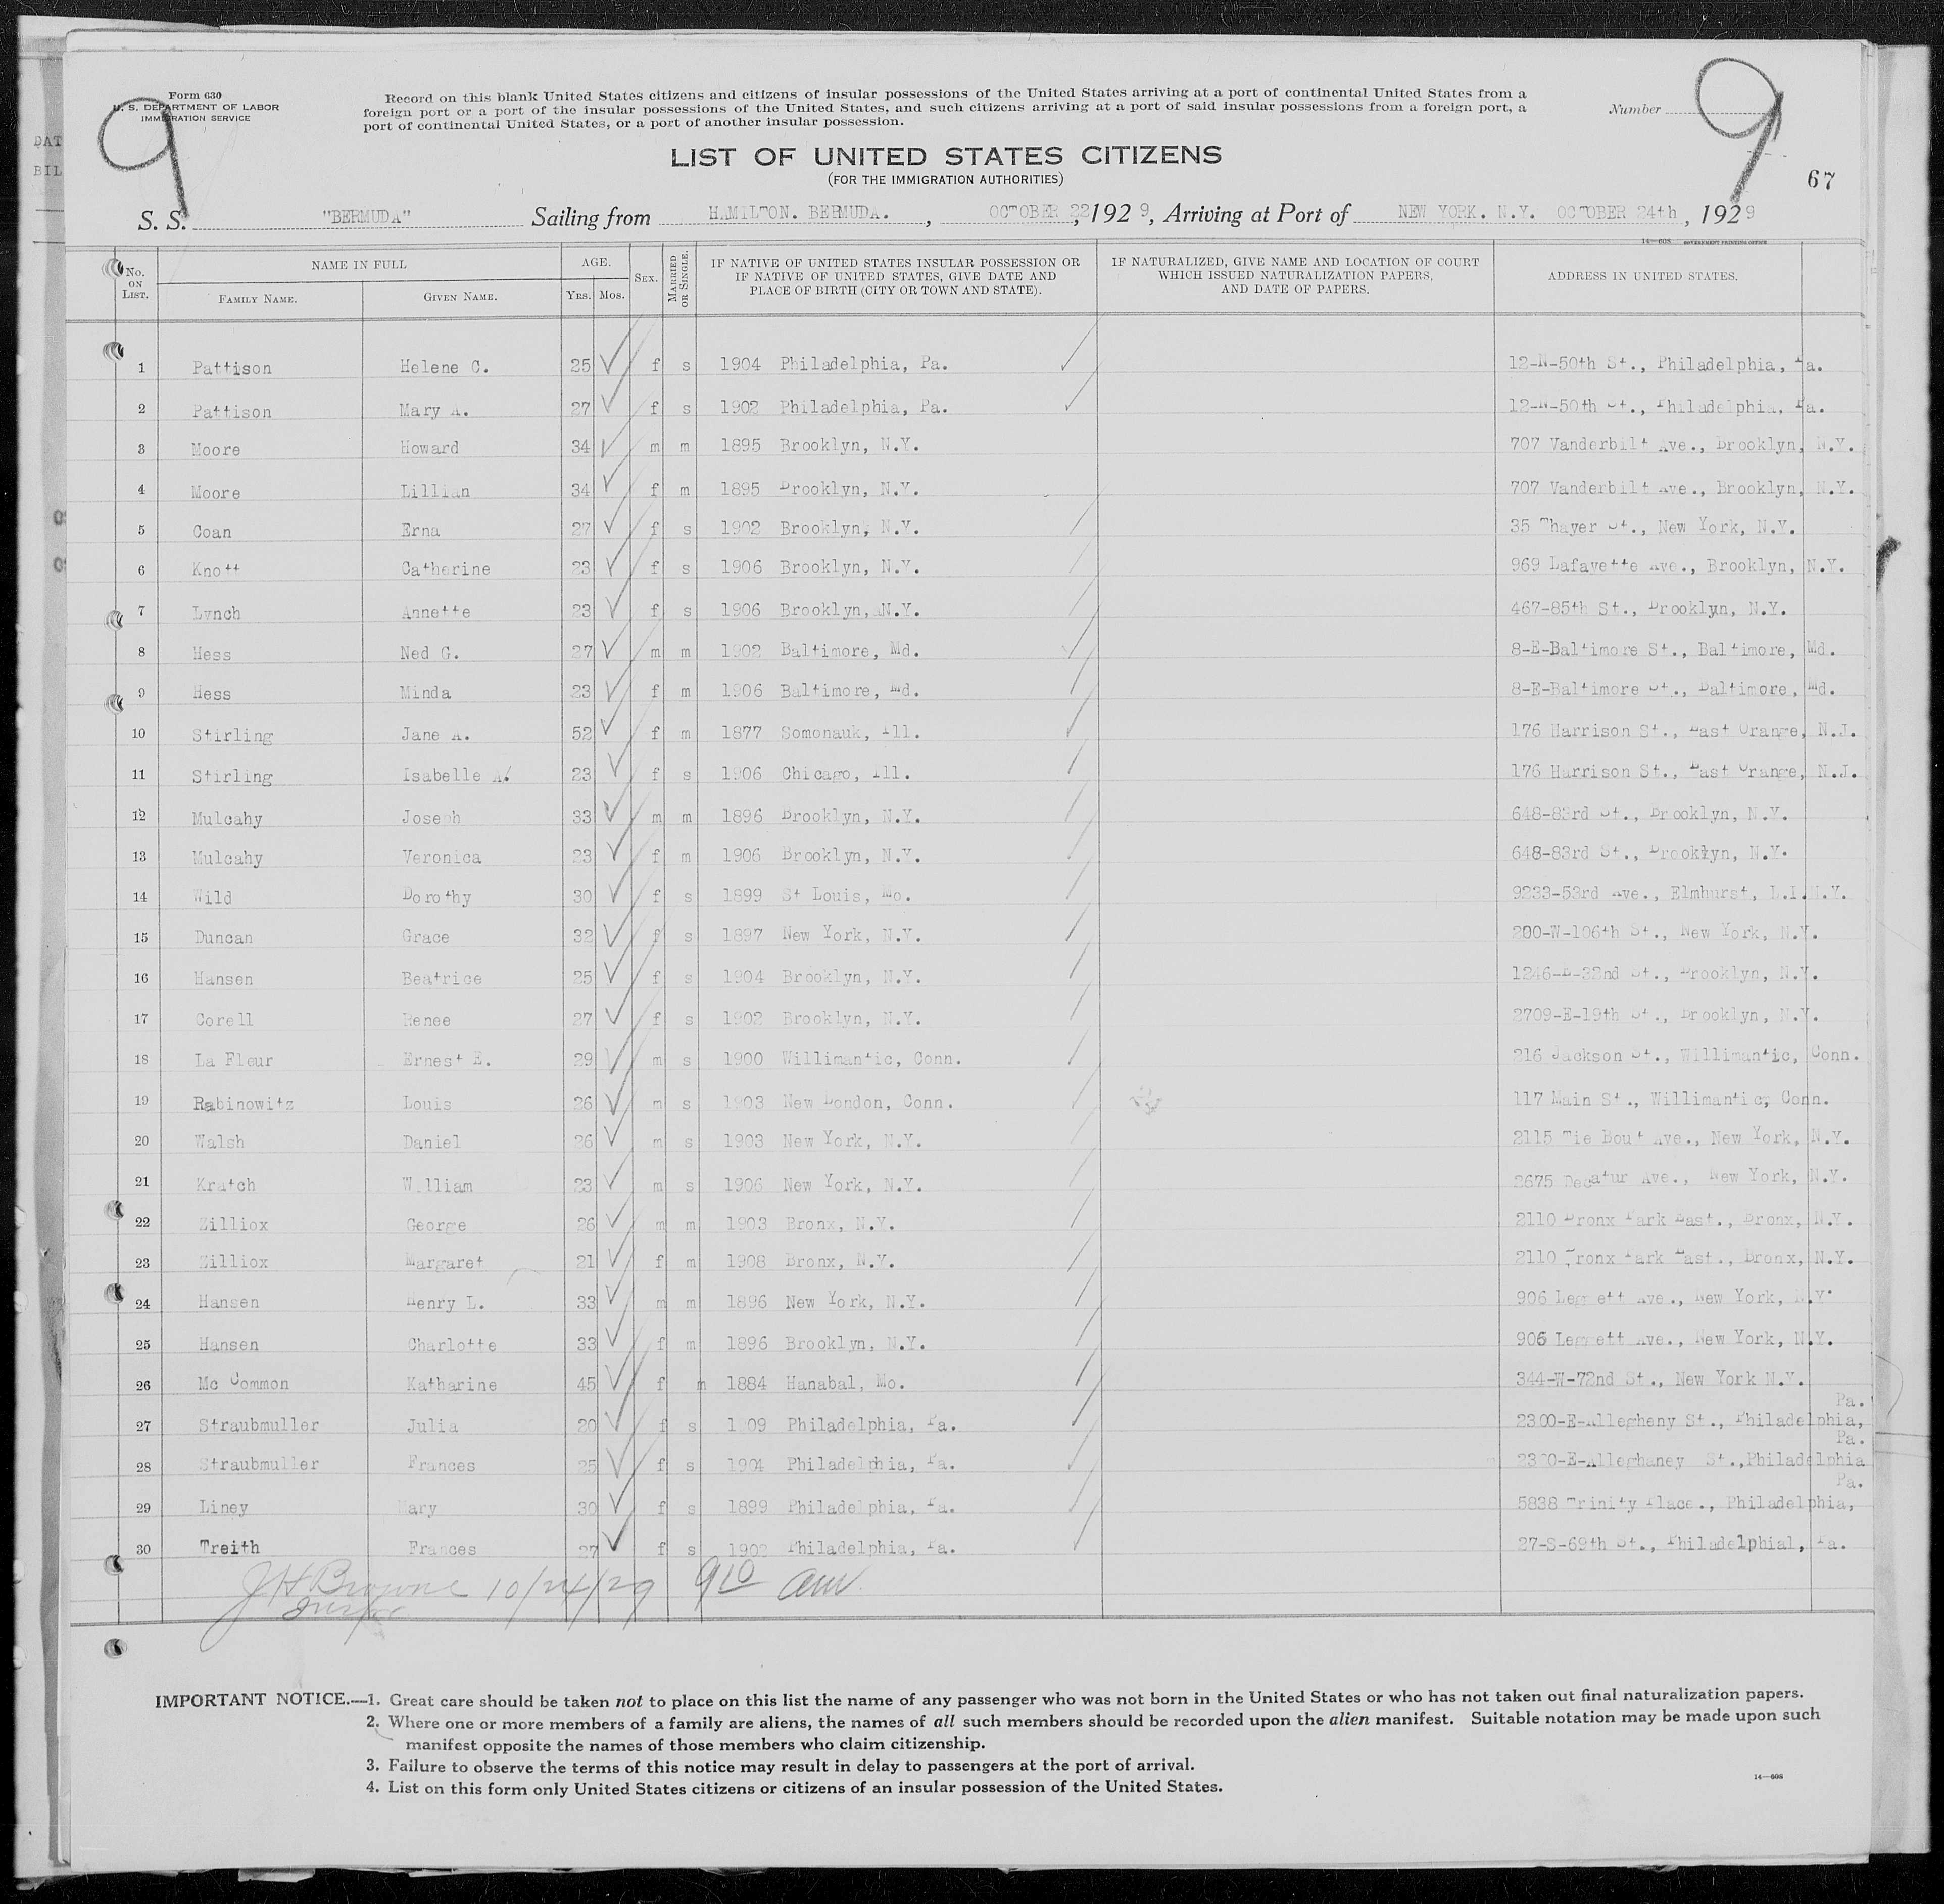 9
9
Form 630
U. S. DEPARTMENT OF LABOR
IMMIGRATION SERVICE
Record on this blank United States citizens and citizens of insular possessions of the United States arriving at a port of continental United States from a
foreign port or a port of the insular possessions of the United States, and such citizens arriving at a port of said insular possessions from a foreign port, a
port of continental United States, or a port of another insular possession.
Number
LIST OF UNITED STATES CITIZENS
(FOR THE IMMIGRATION AUTHORITIES)
67
S. S. "BERMUDA" Sailing from HAMILTON. BERMUDA. , OCTOBER 22, 1929, Arriving at Port of NEW YORK. N.Y. OCTOBER 24th, 1929
14—608 GOVERNMENT PRINTING OFFICE
No. ON LIST. NAME IN FULL FAMILY NAME. GIVEN NAME. AGE. YRS. MOS. SEX. MARRIED OR SINGLE. IF NATIVE OF UNITED STATES INSULAR POSSESSION OR IF NATIVE OF UNITED STATES, GIVE DATE AND PLACE OF BIRTH (CITY OR TOWN AND STATE). IF NATURALIZED, GIVE NAME AND LOCATION OF COURT WHICH ISSUED NATURALIZATION PAPERS, AND DATE OF PAPERS. ADDRESS IN UNITED STATES.
1 Pattison Helene C. 25 f s 1904 Philadelphia, Pa. 12-N-50th St., Philadelphia, Pa.
2 Pattison Mary A. 27 f s 1902 Philadelphia, Pa. 12-N-50th St., Philadelphia, Pa.
3 Moore Howard 34 m m 1895 Brooklyn, N.Y. 707 Vanderbilt Ave., Brooklyn, N.Y.
4 Moore Lillian 34 f m 1895 Brooklyn, N.Y. 707 Vanderbilt Ave., Brooklyn, N.Y.
5 Coan Erna 27 f s 1902 Brooklyn, N.Y. 35 Thayer St., New York, N.Y.
6 Knott Catherine 23 f s 1906 Brooklyn, N.Y. 969 Lafayette Ave., Brooklyn, N.Y.
7 Lynch Annette 23 f s 1906 Brooklyn, N.Y. 467-85th St., Brooklyn, N.Y.
8 Hess Ned G. 27 m m 1902 Baltimore, Md. 8-E-Baltimore St., Baltimore, Md.
9 Hess Minda 23 f m 1906 Baltimore, Md. 8-E-Baltimore St., Baltimore, Md.
10 Stirling Jane A. 52 f m 1877 Somonauk, Ill. 176 Harrison St., East Orange, N.J.
11 Stirling Isabelle A. 23 f s 1906 Chicago, Ill. 176 Harrison St., East Orange, N.J.
12 Mulcahy Joseph 33 m m 1896 Brooklyn, N.Y. 648-83rd St., Brooklyn, N.Y.
13 Mulcahy Veronica 23 f m 1906 Brooklyn, N.Y. 648-83rd St., Brooklyn, N.Y.
14 Wild Dorothy 30 f s 1899 St Louis, Mo. 9233-53rd Ave., Elmhurst, L.I.N.Y.
15 Duncan Grace 32 f s 1897 New York, N.Y. 200-W-106th St., New York, N.Y.
16 Hansen Beatrice 25 f s 1904 Brooklyn, N.Y. 1246-E-32nd St., Brooklyn, N.Y.
17 Corell Renee 27 f s 1902 Brooklyn, N.Y. 2709-E-19th St., Brooklyn, N.Y.
18 La Fleur Ernest E. 29 m s 1900 Willimantic, Conn. 216 Jackson St., Willimantic, Conn.
19 Rabinowitz Louis 26 m s 1903 New London, Conn. 117 Main St., Willimantic, Conn.
20 Walsh Daniel 26 m s 1903 New York, N.Y. 2115 Tie Bout Ave., New York, N.Y.
21 Kratch William 23 m s 1906 New York, N.Y. 2675 Decatur Ave., New York, N.Y.
22 Zilliox George 26 m m 1903 Bronx, N.Y. 2110 Bronx Park East., Bronx, N.Y.
23 Zilliox Margaret 21 f m 1908 Bronx, N.Y. 2110 Bronx Park East., Bronx, N.Y.
24 Hansen Henry L. 33 m m 1896 New York, N.Y. 906 Leggett Ave., New York, N.Y.
25 Hansen Charlotte 33 f m 1896 Brooklyn, N.Y. 906 Leggett Ave., New York, N.Y.
26 Mc Common Katharine 45 f m 1884 Hanabal, Mo. 344-W-72nd St., New York N.Y.
27 Straubmuller Julia 20 f s 1909 Philadelphia, Pa. 2300-E-Allegheny St., Philadelphia, Pa.
28 Straubmuller Frances 25 f s 1904 Philadelphia, Pa. 2300-E-Alleghaney St., Philadelphia Pa.
29 Liney Mary 30 f s 1899 Philadelphia, Pa. 5838 Trinity Place., Philadelphia, Pa.
30 Treith Frances 27 f s 1902 Philadelphia, Pa. 27-S-69th St., Philadelphial, Pa.
J H Browne 10/24/29 9 10 am
IMPORTANT NOTICE.—1. Great care should be taken not to place on this list the name of any passenger who was not born in the United States or who has not taken out final naturalization papers.
2. Where one or more members of a family are aliens, the names of all such members should be recorded upon the alien manifest. Suitable notation may be made upon such
manifest opposite the names of those members who claim citizenship.
3. Failure to observe the terms of this notice may result in delay to passengers at the port of arrival.
4. List on this form only United States citizens or citizens of an insular possession of the United States.
14—608